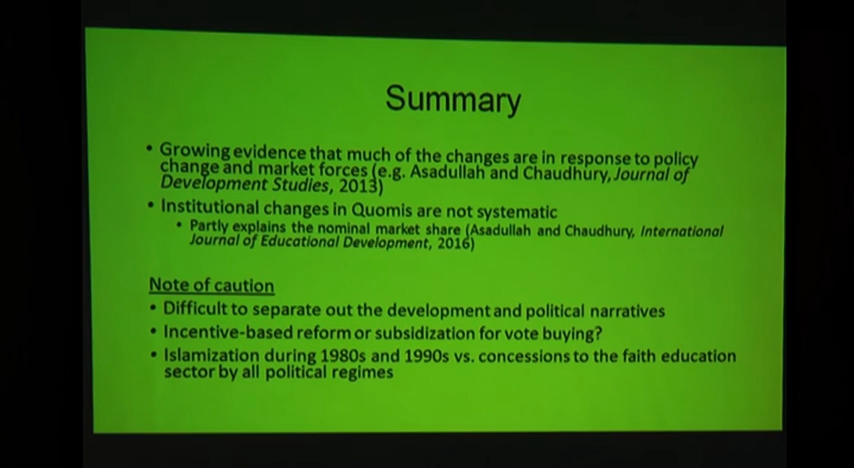 Summary
• Growing evidence that much of the changes are in response to policy
change and market forces (e.g. Asadullah and Chaudhury, Journal of
Development Studies, 2013)
• Institutional changes in Quomis are not systematic
• Partly explains the nominal market share (Asadullah and Chaudhury, International
Journal of Educational Development, 2016)
Note of caution
• Difficult to separate out the development and political narratives
• Incentive-based reform or subsidization for vote buying?
• Islamization during 1980s and 1990s vs. concessions to the faith education
sector by all political regimes